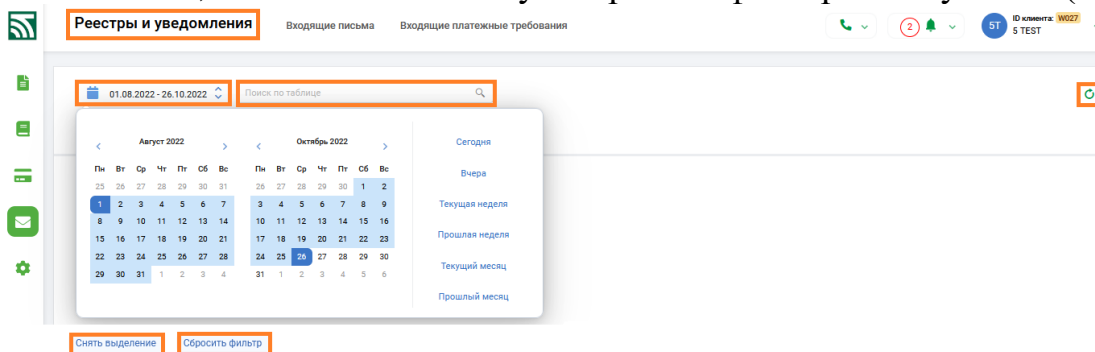 Реестры и уведомления Входящие письма Входящие платежные требования 2 5T ID клиента: W027
5 TEST
01.08.2022 - 26.10.2022 Поиск по таблице
Август 2022 Октябрь 2022 Сегодня
Пн Вт Ср Чт Пт Сб Вс Пн Вт Ср Чт Пт Сб Вс Вчера
25 26 27 28 29 30 31 26 27 28 29 30 1 2
1 2 3 4 5 6 7 3 4 5 6 7 8 9 Текущая неделя
8 9 10 11 12 13 14 10 11 12 13 14 15 16
15 16 17 18 19 20 21 17 18 19 20 21 22 23 Прошлая неделя
22 23 24 25 26 27 28 24 25 26 27 28 29 30
29 30 31 1 2 3 4 31 1 2 3 4 5 6 Текущий месяц
Прошлый месяц
Снять выделение Сбросить фильтр